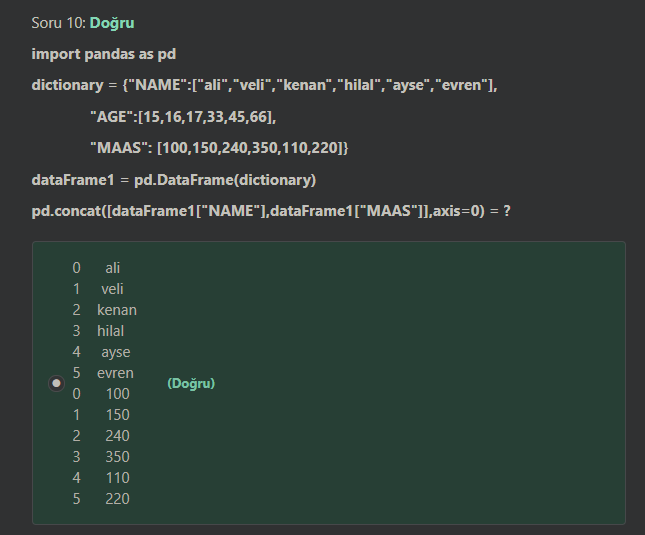 Soru 10: Doğru
import pandas as pd
dictionary = {"NAME":["ali","veli","kenan","hilal","ayse","evren"],
"AGE":[15,16,17,33,45,66],
"MAAS": [100,150,240,350,110,220]}
dataFrame1 = pd.DataFrame(dictionary)
pd.concat([dataFrame1["NAME"],dataFrame1["MAAS"]],axis=0) = ?
0 ali
1 veli
2 kenan
3 hilal
4 ayse
5 evren (Doğru)
0 100
1 150
2 240
3 350
4 110
5 220